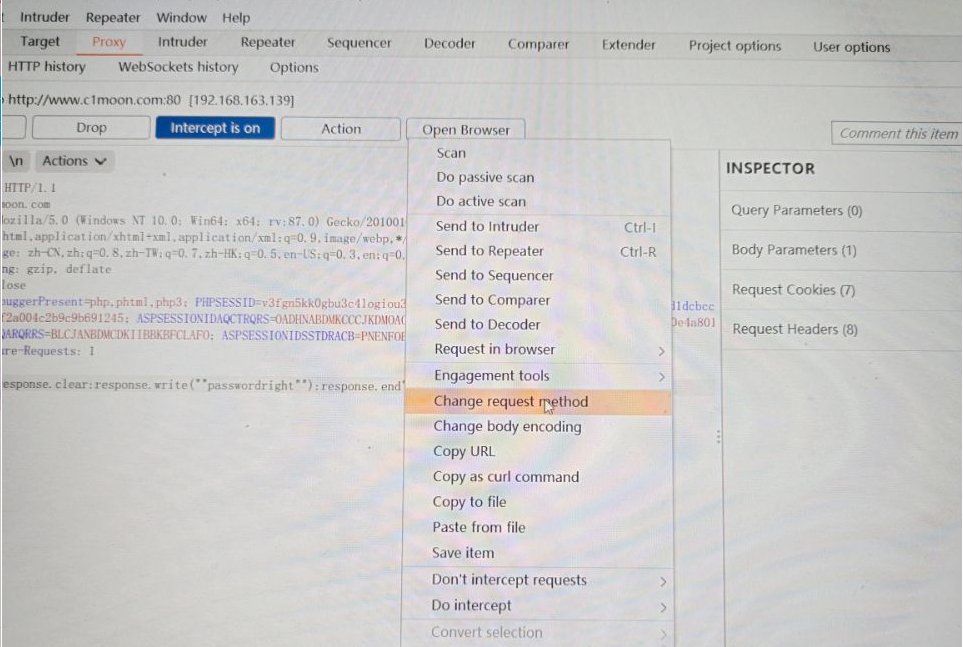 Intruder Repeater Window Help
Target Proxy Intruder Repeater Sequencer Decoder Comparer Extender Project options User options
HTTP history WebSockets history Options
http://www.c1moon.com:80 [192.168.163.139]
Drop Intercept is on Action Open Browser Comment this item
\n Actions
INSPECTOR
HTTP/1.1
moon.com
ozilla/5.0 (Windows NT 10.0; Win64; x64; rv:87.0) Gecko/201001
html,application/xhtml+xml,application/xml;q=0.9,image/webp,*/
ge: zh-CN,zh;q=0.8,zh-TW;q=0.7,zh-HK;q=0.5,en-US;q=0.3,en;q=0.
ng: gzip, deflate
lose
uggerPresent=php,phtml,php3; PHPSESSID=v3fgn5kk0gbu3c4logiou3
d1dcbcc
f2a004c2b9c9b691245; ASPSESSIONIDAQCTRQRS=OADHNABDMKCCCJKDMOAO
0e4a801
QARQRRS=BLCJANBDMCDKIIBBKBFCLAFO; ASPSESSIONIDSSTDRACB=PNENFOE
re-Requests: 1
esponse.clear:response.write(""passwordright""):response.end"
Scan
Do passive scan
Do active scan
Send to Intruder Ctrl-I
Send to Repeater Ctrl-R
Send to Sequencer
Send to Comparer
Send to Decoder
Request in browser
Engagement tools
Change request method
Change body encoding
Copy URL
Copy as curl command
Copy to file
Paste from file
Save item
Don't intercept requests
Do intercept
Convert selection
Query Parameters (0)
Body Parameters (1)
Request Cookies (7)
Request Headers (8)